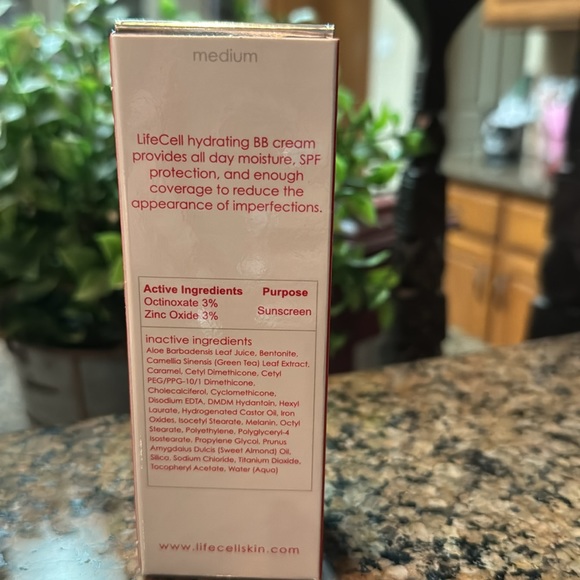 medium
LifeCell hydrating BB cream
provides all day moisture, SPF
protection, and enough
coverage to reduce the
appearance of imperfections.
Active Ingredients Purpose
Octinoxate 3%
Zinc Oxide 3% Sunscreen
inactive ingredients
Aloe Barbadensis Leaf Juice, Bentonite,
Camellia Sinensis (Green Tea) Leaf Extract,
Caramel, Cetyl Dimethicone, Cetyl
PEG/PPG-10/1 Dimethicone,
Cholecalciferol, Cyclomethicone,
Disodium EDTA, DMDM Hydantoin, Hexyl
Laurate, Hydrogenated Castor Oil, Iron
Oxides, Isocetyl Stearate, Melanin, Octyl
Stearate, Polyethylene, Polyglyceryl-4
Isostearate, Propylene Glycol, Prunus
Amygdalus Dulcis (Sweet Almond) Oil,
Silica, Sodium Chloride, Titanium Dioxide,
Tocopheryl Acetate, Water (Aqua)
www.lifecellskin.com